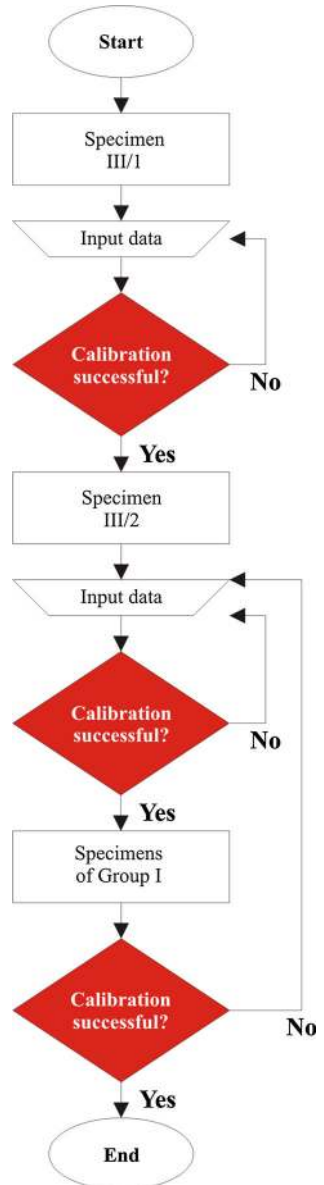 Start
Specimen
III/1
Input data
Calibration
successful?
No
Yes
Specimen
III/2
Input data
Calibration
successful?
No
Yes
Specimens
of Group I
Calibration
successful?
No
Yes
End